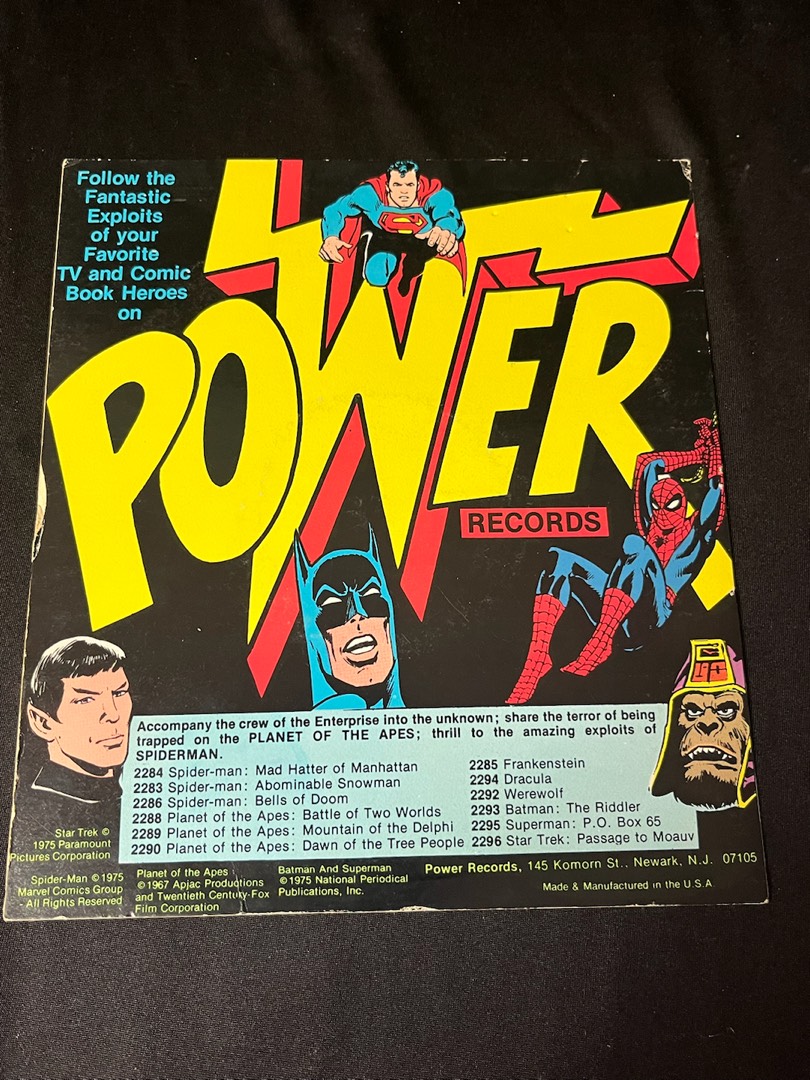 Follow the
Fantastic
Exploits
of your
Favorite
TV and Comic
Book Heroes
on
POWER
RECORDS
Accompany the crew of the Enterprise into the unknown; share the terror of being
trapped on the PLANET OF THE APES; thrill to the amazing exploits of
SPIDERMAN.
2284 Spider-man: Mad Hatter of Manhattan
2283 Spider-man: Abominable Snowman
2286 Spider-man: Bells of Doom
2288 Planet of the Apes: Battle of Two Worlds
2289 Planet of the Apes: Mountain of the Delphi
2290 Planet of the Apes: Dawn of the Tree People
2285 Frankenstein
2294 Dracula
2292 Werewolf
2293 Batman: The Riddler
2295 Superman: P.O. Box 65
2296 Star Trek: Passage to Moauv
Star Trek ©
1975 Paramount
Pictures Corporation
Spider-Man ©1975
Marvel Comics Group
- All Rights Reserved
Planet of the Apes
©1967 Apjac Productions
and Twentieth Century-Fox
Film Corporation
Batman And Superman
©1975 National Periodical
Publications, Inc.
Power Records, 145 Komorn St., Newark, N.J. 07105
Made & Manufactured in the U.S.A